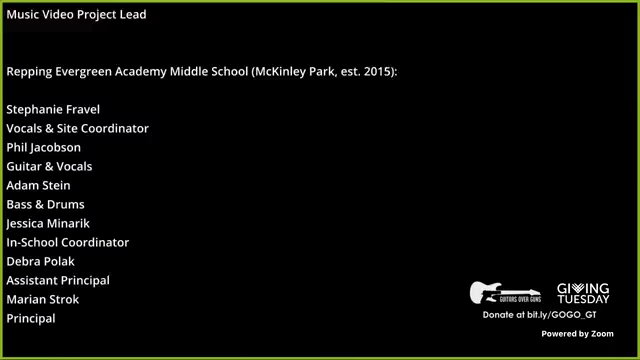 Music Video Project Lead
Repping Evergreen Academy Middle School (McKinley Park, est. 2015):
Stephanie Fravel
Vocals & Site Coordinator
Phil Jacobson
Guitar & Vocals
Adam Stein
Bass & Drums
Jessica Minarik
In-School Coordinator
Debra Polak
Assistant Principal
Marian Strok
Principal
GUITARS OVER GUNS
GIVING
TUESDAY
Donate at bit.ly/GOGO_GT
Powered by Zoom